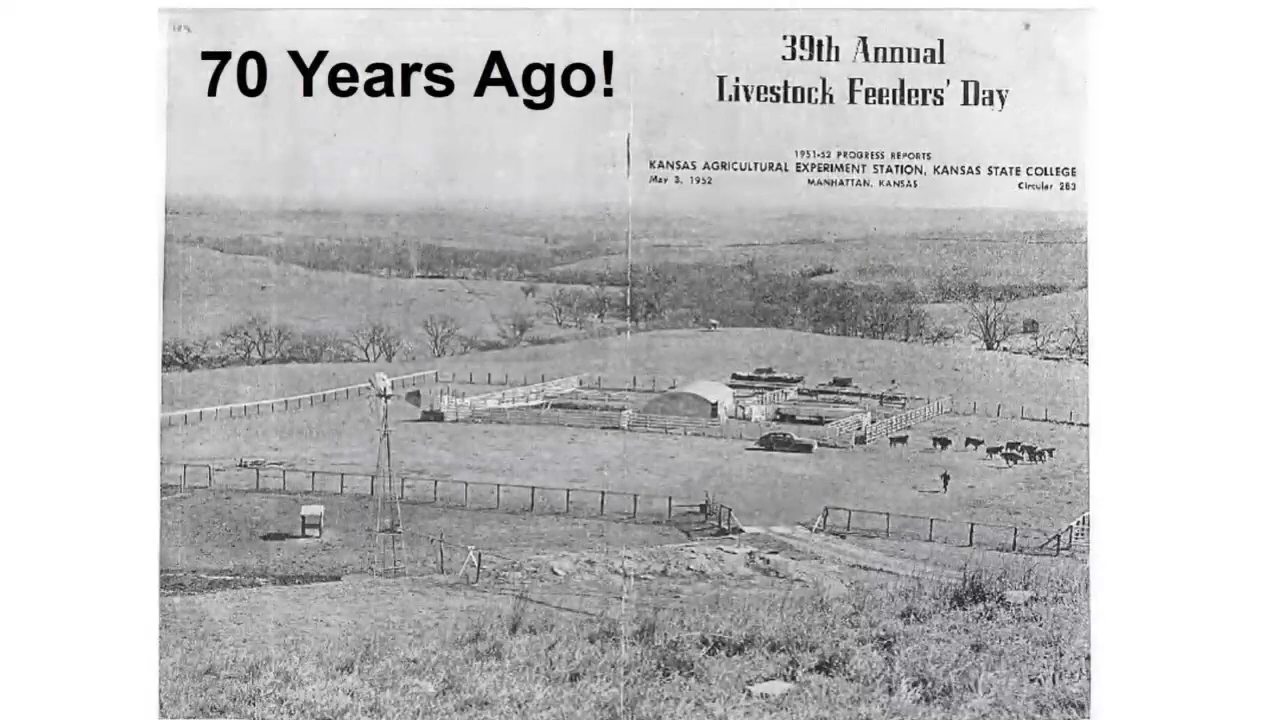 70 Years Ago!
39th Annual
Livestock Feeders' Day
1951-52 PROGRESS REPORTS
KANSAS AGRICULTURAL EXPERIMENT STATION, KANSAS STATE COLLEGE
May 3, 1952 MANHATTAN, KANSAS Circular 283